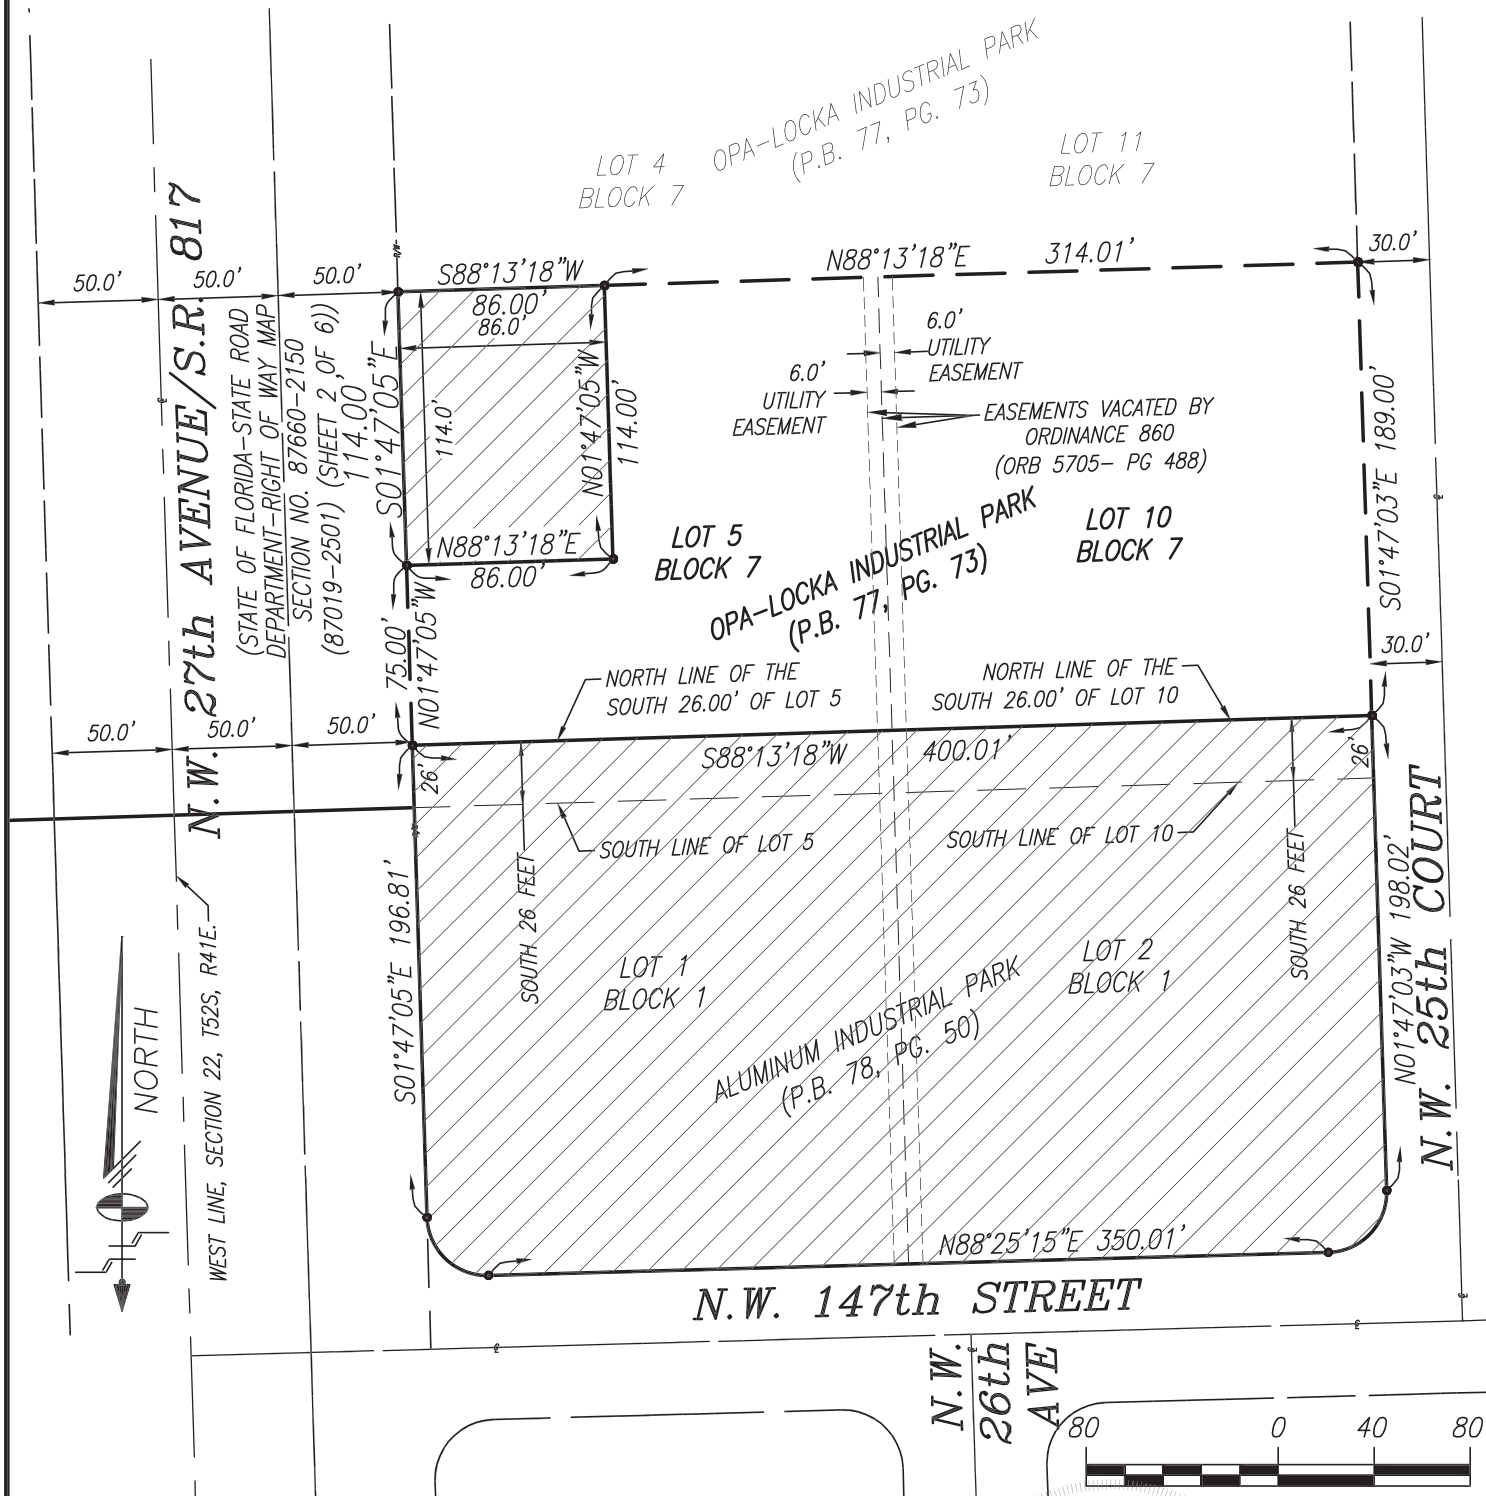 OPA-LOCKA INDUSTRIAL PARK
(P.B. 77, PG. 73)
LOT 4
BLOCK 7
LOT 11
BLOCK 7
50.0'
50.0'
50.0'
S88°13'18"W
86.00'
86.0'
N88°13'18"E 314.01'
30.0'
N.W. 27th AVENUE/S.R. 817
(STATE OF FLORIDA-STATE ROAD
DEPARTMENT-RIGHT OF WAY MAP
SECTION NO. 87660-2150
(87019-2501) (SHEET 2 OF 6))
114.00'
S01°47'05"E
114.0'
N01°47'05"W
114.00'
6.0'
UTILITY
EASEMENT
6.0'
UTILITY
EASEMENT
EASEMENTS VACATED BY
ORDINANCE 860
(ORB 5705- PG 488)
S01°47'03"E 189.00'
N88°13'18"E
86.00'
LOT 5
BLOCK 7
LOT 10
BLOCK 7
OPA-LOCKA INDUSTRIAL PARK
(P.B. 77, PG. 73)
75.00'
N01°47'05"W
NORTH LINE OF THE
SOUTH 26.00' OF LOT 5
NORTH LINE OF THE
SOUTH 26.00' OF LOT 10
30.0'
50.0'
50.0'
50.0'
S88°13'18"W 400.01'
26'
26'
SOUTH LINE OF LOT 5
SOUTH LINE OF LOT 10
SOUTH 26 FEET
SOUTH 26 FEET
S01°47'05"E 196.81'
N01°47'03"W 198.02'
N.W. 25th COURT
LOT 1
BLOCK 1
LOT 2
BLOCK 1
ALUMINUM INDUSTRIAL PARK
(P.B. 78, PG. 50)
NORTH
WEST LINE, SECTION 22, T52S, R41E.
N88°25'15"E 350.01'
N.W. 147th STREET
N.W.
26th
AVE
80 0 40 80